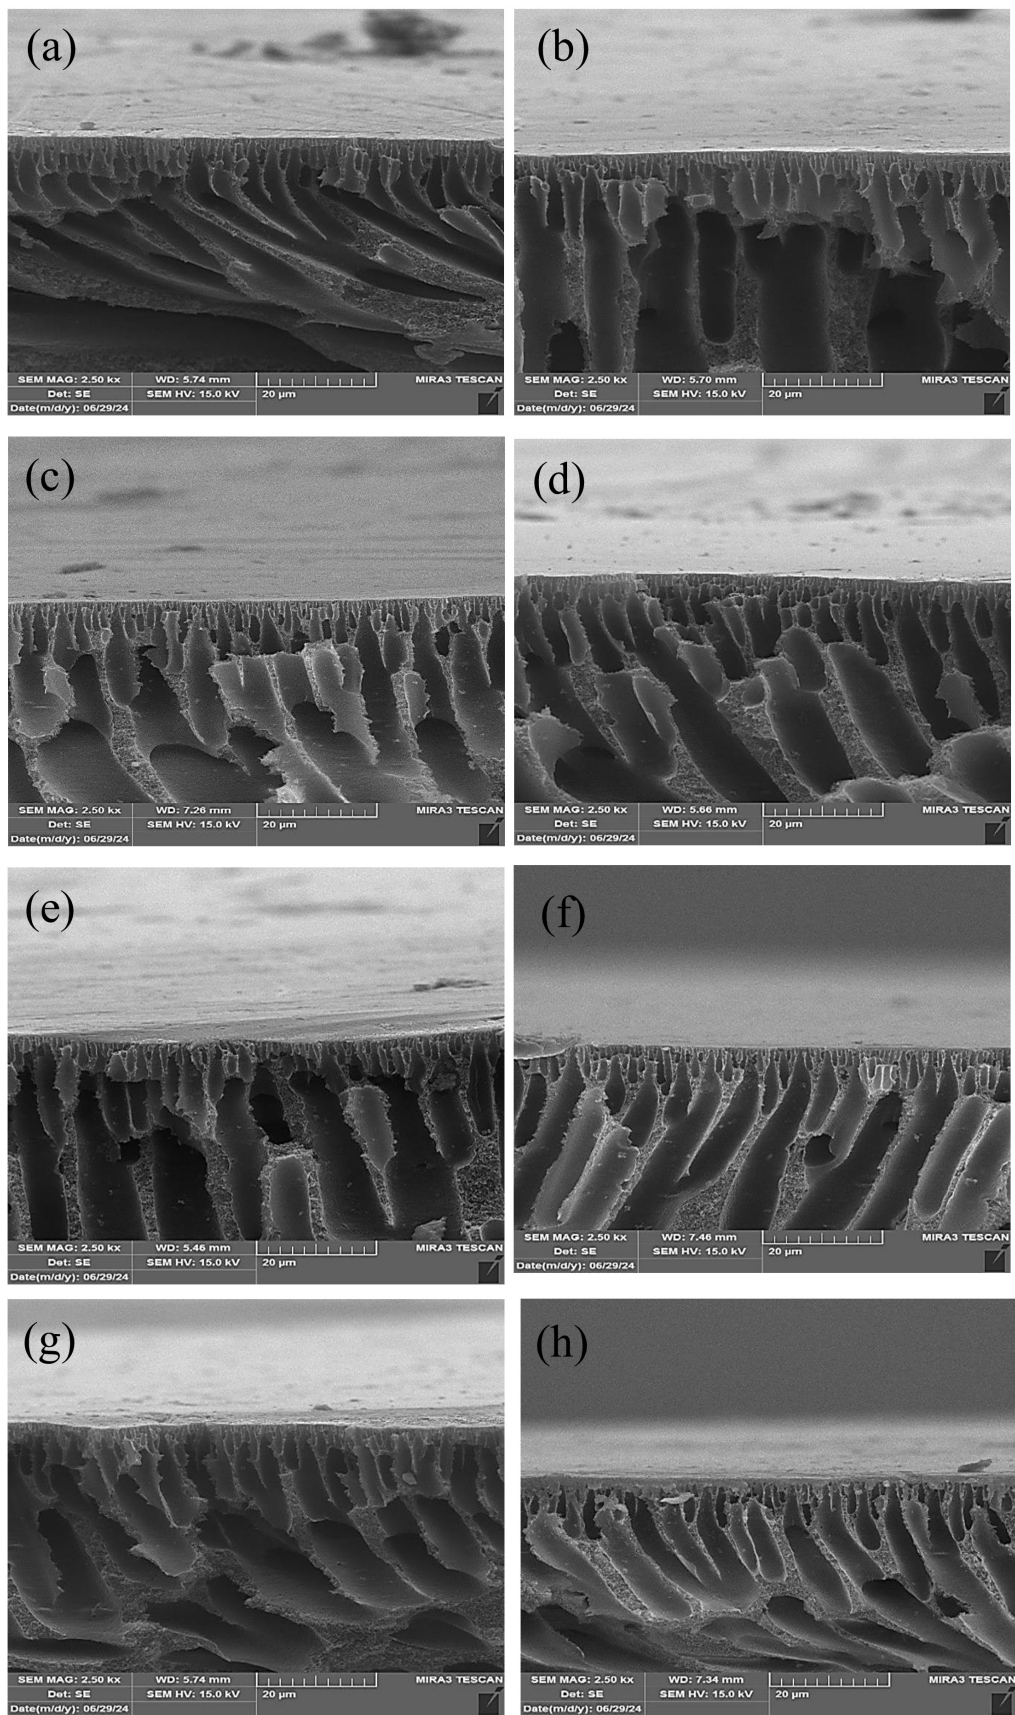 (a)
SEM MAG: 2.50 kx WD: 5.74 mm MIRA3 TESCAN
Det: SE SEM HV: 15.0 kV 20 µm
Date(m/d/y): 06/29/24
(b)
SEM MAG: 2.50 kx WD: 5.70 mm MIRA3 TESCAN
Det: SE SEM HV: 15.0 kV 20 µm
Date(m/d/y): 06/29/24
(c)
SEM MAG: 2.50 kx WD: 7.26 mm MIRA3 TESCAN
Det: SE SEM HV: 15.0 kV 20 µm
Date(m/d/y): 06/29/24
(d)
SEM MAG: 2.50 kx WD: 5.66 mm MIRA3 TESCAN
Det: SE SEM HV: 15.0 kV 20 µm
Date(m/d/y): 06/29/24
(e)
SEM MAG: 2.50 kx WD: 5.46 mm MIRA3 TESCAN
Det: SE SEM HV: 15.0 kV 20 µm
Date(m/d/y): 06/29/24
(f)
SEM MAG: 2.50 kx WD: 7.46 mm MIRA3 TESCAN
Det: SE SEM HV: 15.0 kV 20 µm
Date(m/d/y): 06/29/24
(g)
SEM MAG: 2.50 kx WD: 5.74 mm MIRA3 TESCAN
Det: SE SEM HV: 15.0 kV 20 µm
Date(m/d/y): 06/29/24
(h)
SEM MAG: 2.50 kx WD: 7.34 mm MIRA3 TESCAN
Det: SE SEM HV: 15.0 kV 20 µm
Date(m/d/y): 06/29/24